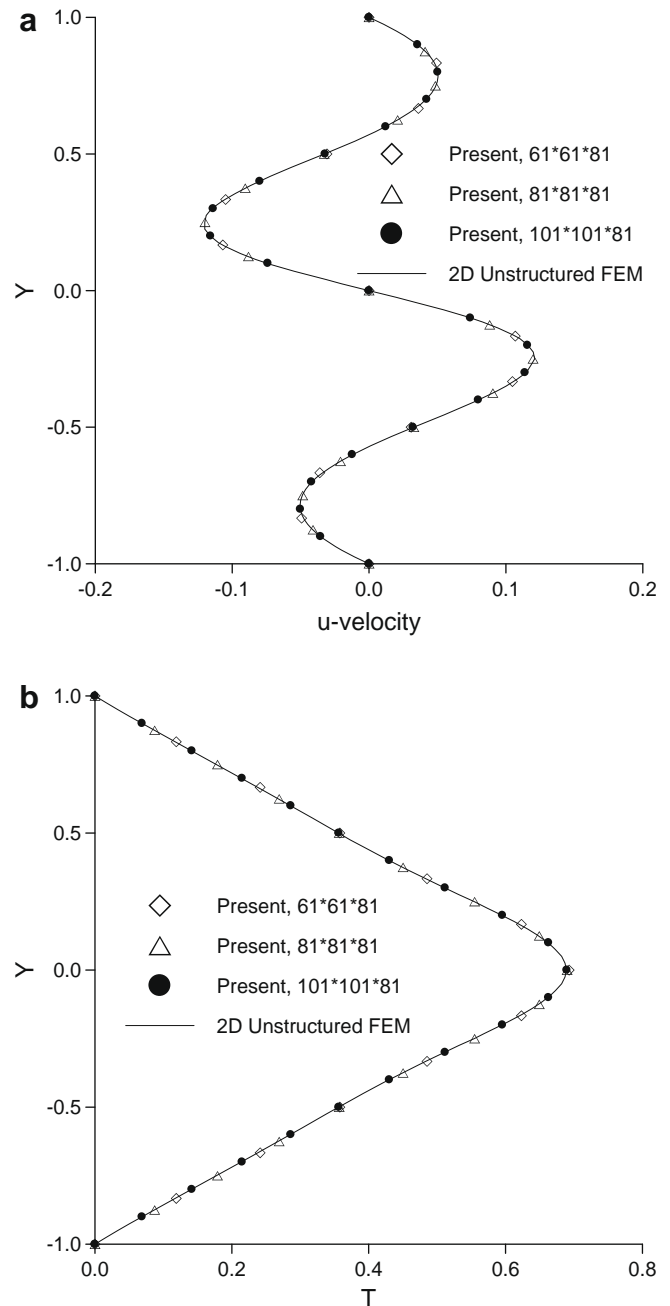 a
1.0
0.5
0.0
-0.5
-1.0
Y
Present, 61*61*81
Present, 81*81*81
Present, 101*101*81
2D Unstructured FEM
-0.2
-0.1
0.0
0.1
0.2
u-velocity
b
1.0
0.5
0.0
-0.5
-1.0
Y
Present, 61*61*81
Present, 81*81*81
Present, 101*101*81
2D Unstructured FEM
0.0
0.2
0.4
0.6
0.8
T